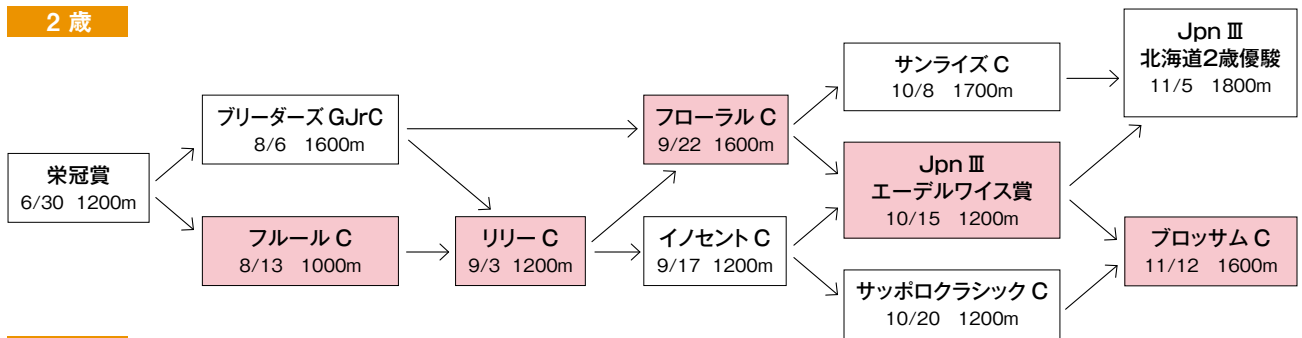 2 歳
栄冠賞
6/30 1200m
ブリーダーズ GJrC
8/6 1600m
フルール C
8/13 1000m
リリー C
9/3 1200m
フローラル C
9/22 1600m
イノセント C
9/17 1200m
サンライズ C
10/8 1700m
Jpn Ⅲ
エーデルワイス賞
10/15 1200m
サッポロクラシック C
10/20 1200m
Jpn Ⅲ
北海道2歳優駿
11/5 1800m
ブロッサム C
11/12 1600m